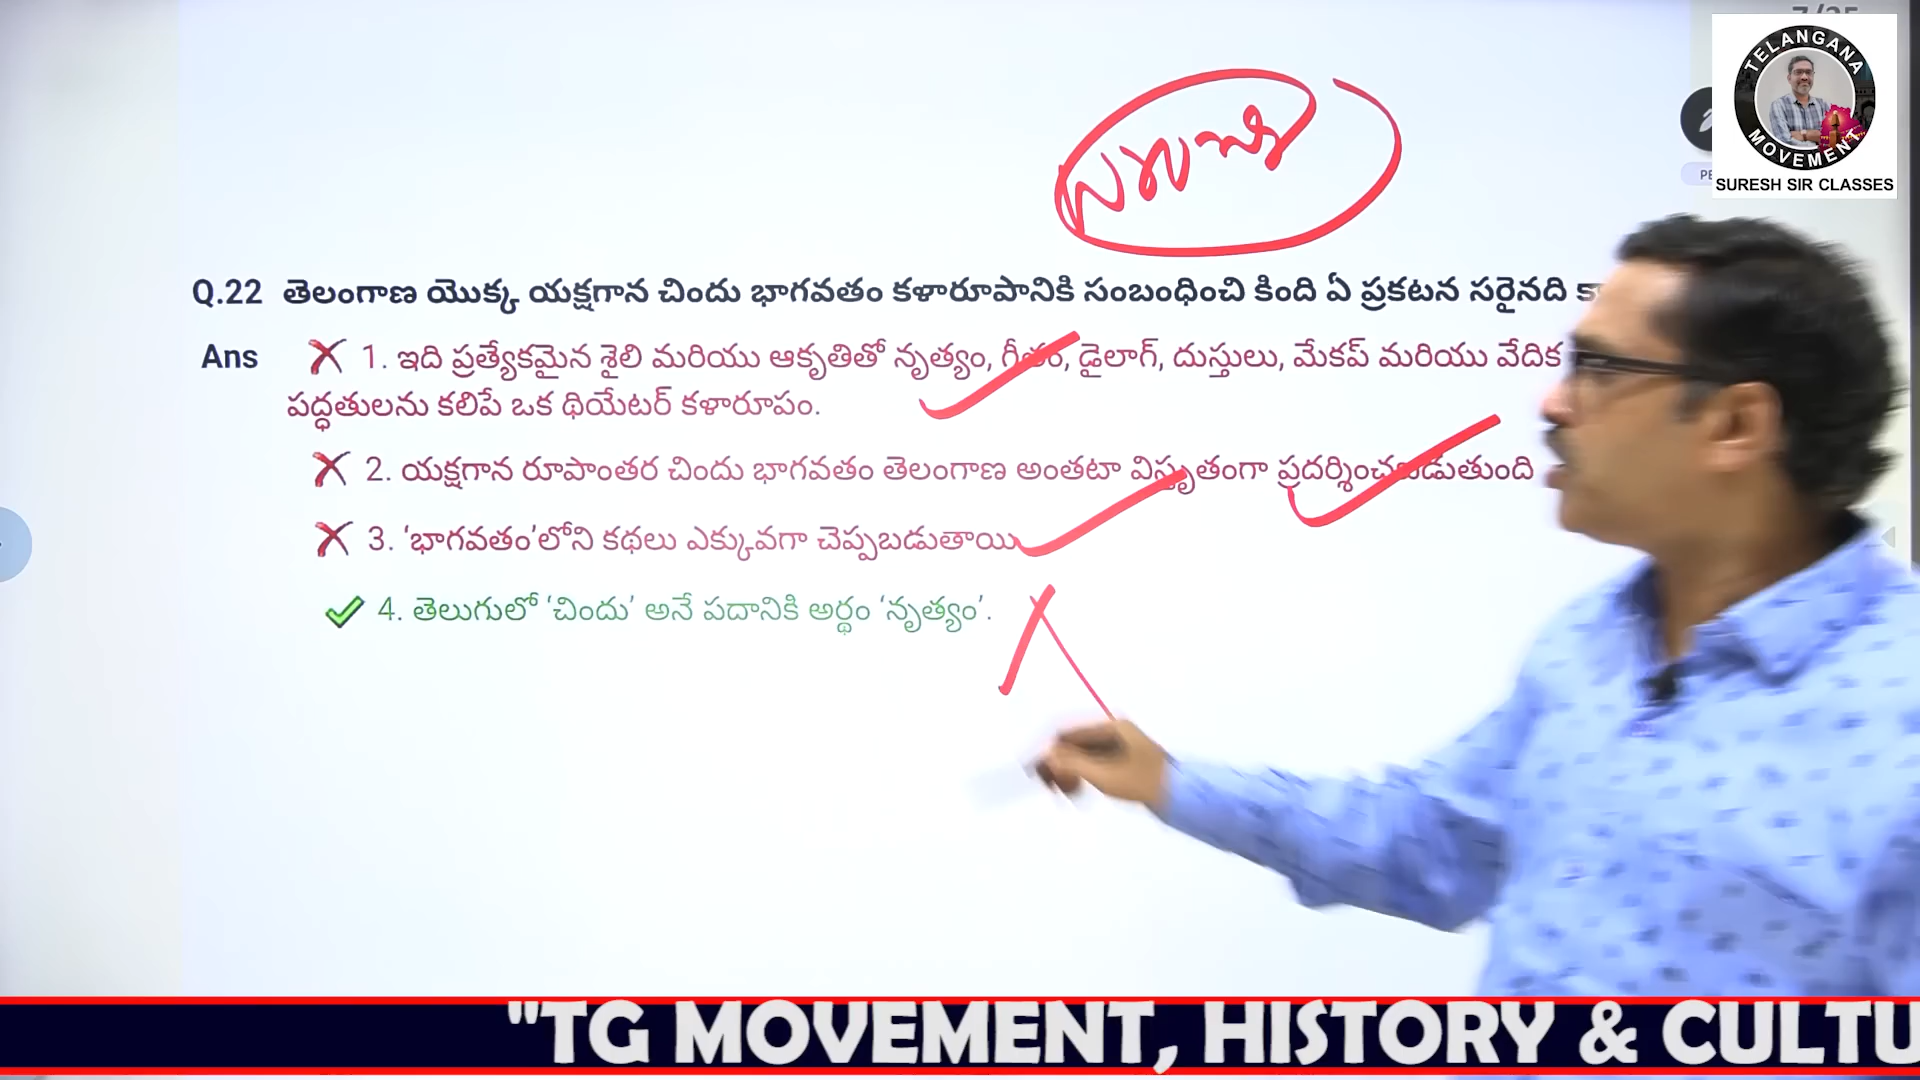 TELANGANA
MOVEMENT
SURESH SIR CLASSES
Q.22 తెలంగాణ యొక్క యక్షగాన చిందు భాగవతం కళారూపానికి సంబంధించి కింది ఏ ప్రకటన సరైనది
Ans 1. ఇది ప్రత్యేకమైన శైలి మరియు ఆకృతితో నృత్యం, గీతం, డైలాగ్, దుస్తులు, మేకప్ మరియు వేదిక
పద్ధతులను కలిపే ఒక థియేటర్ కళారూపం.
2. యక్షగాన రూపాంతర చిందు భాగవతం తెలంగాణ అంతటా విస్తృతంగా ప్రదర్శించబడుతుంది
3. 'భాగవతం'లోని కథలు ఎక్కువగా చెప్పబడుతాయి
4. తెలుగులో 'చిందు' అనే పదానికి అర్థం 'నృత్యం'.
"TG MOVEMENT, HISTORY & CULTU